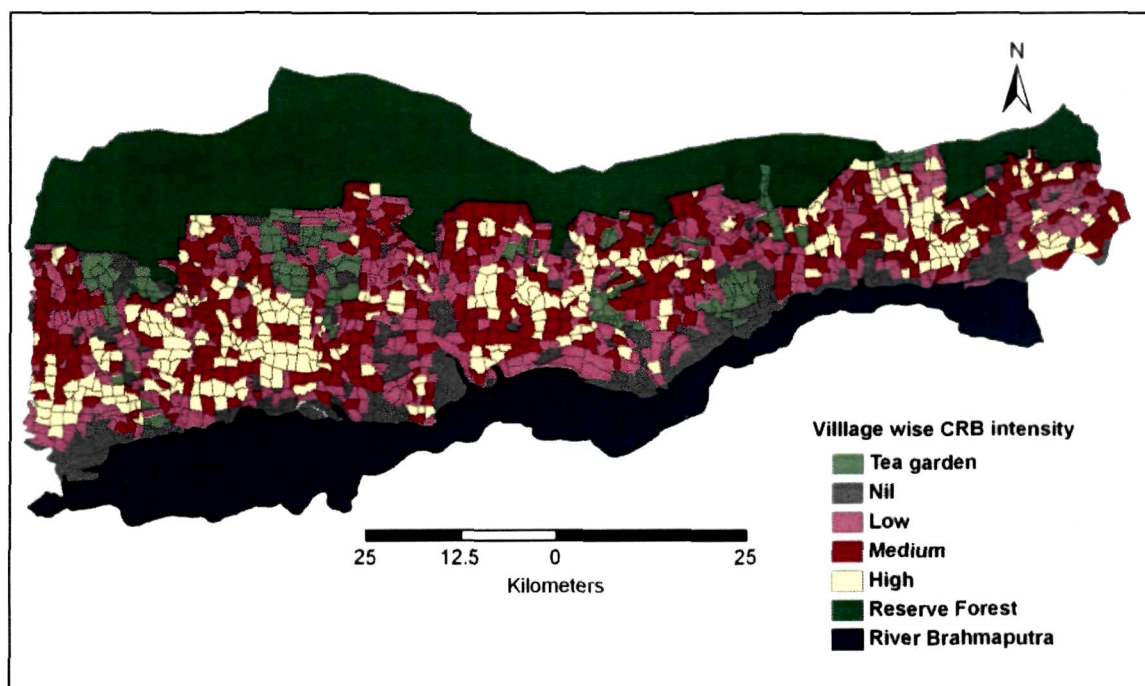 N
Villlage wise CRB intensity
Tea garden
Nil
Low
Medium
High
Reserve Forest
River Brahmaputra
25 12.5 0 25
Kilometers